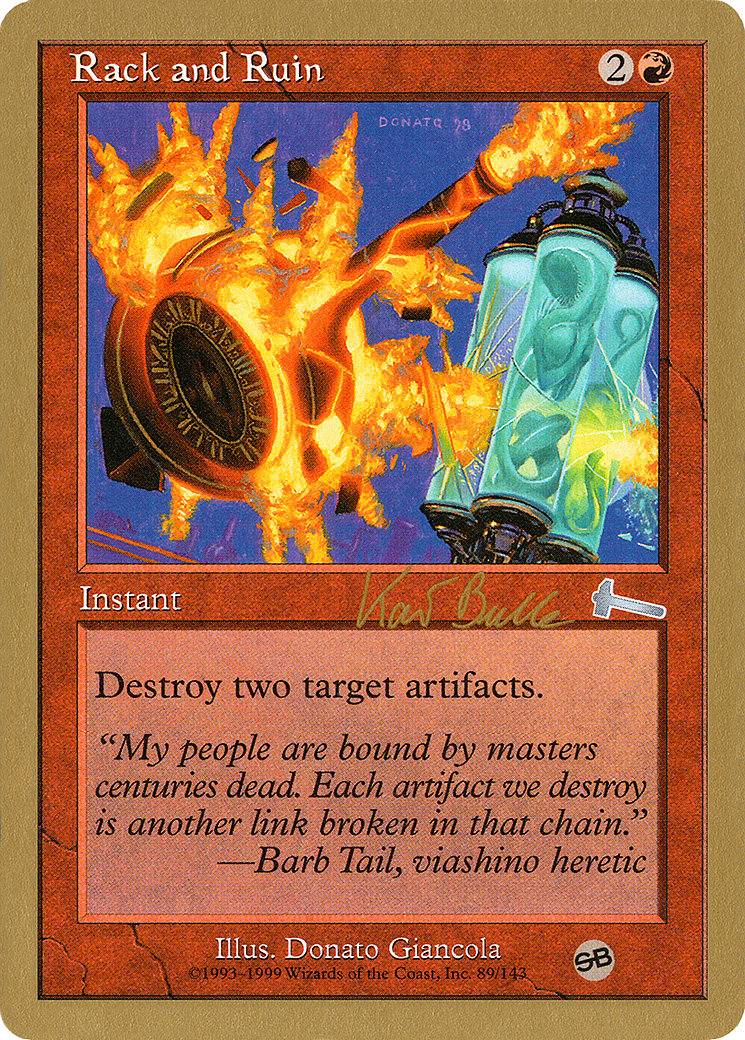 Rack and Ruin
2
DONATO 98
Instant
Destroy two target artifacts.
“My people are bound by masters
centuries dead. Each artifact we destroy
is another link broken in that chain.”
—Barb Tail, viashino heretic
Illus. Donato Giancola
©1993–1999 Wizards of the Coast, Inc. 89/143
SB